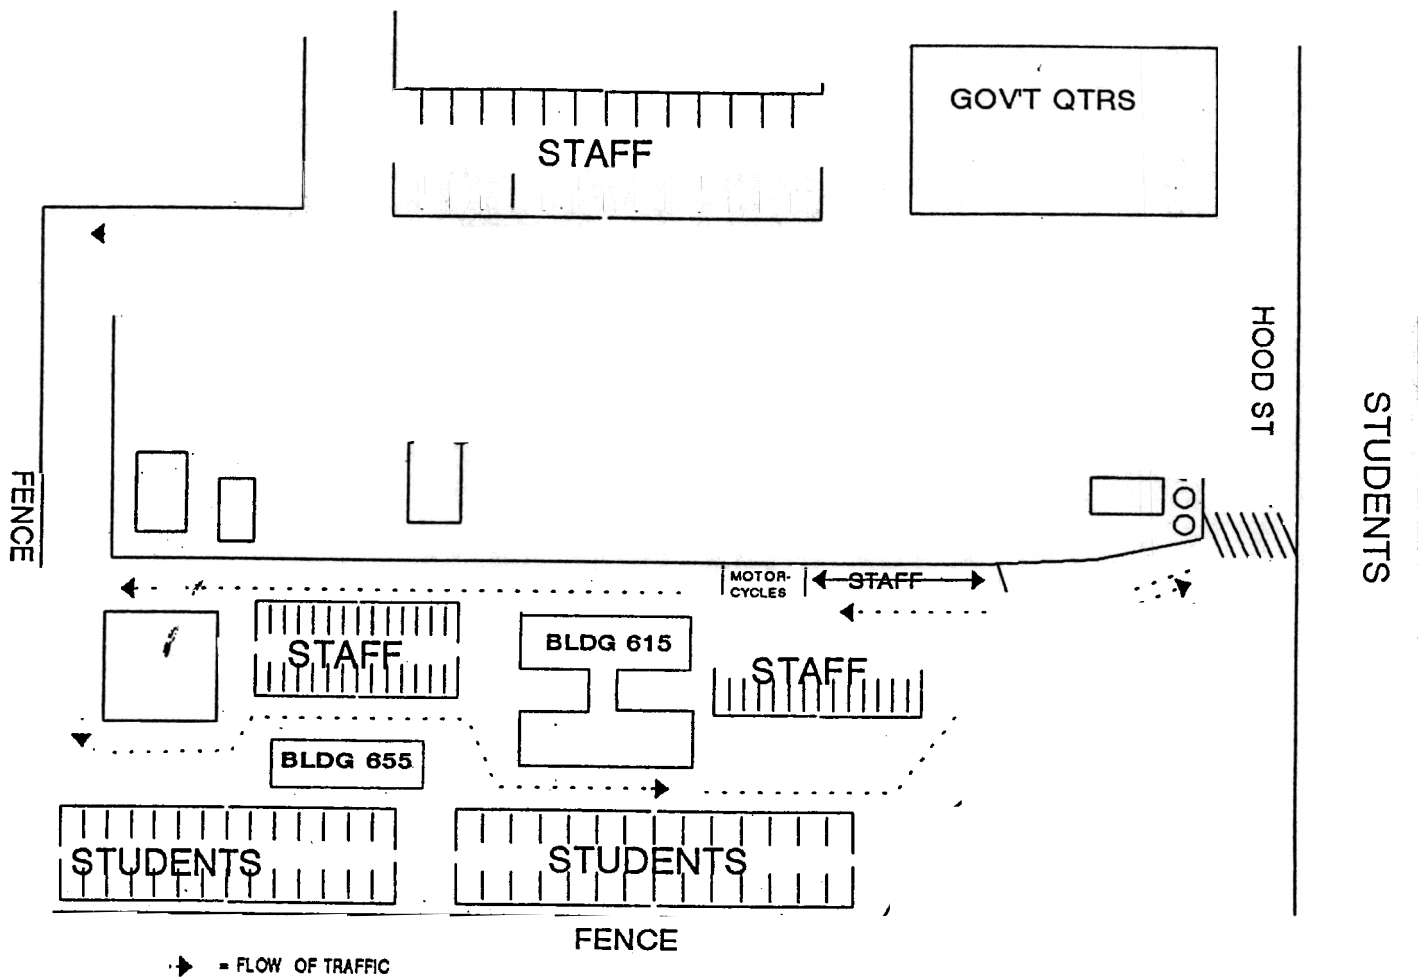 GOV'T QTRS
STAFF
HOOD ST
STUDENTS
FENCE
MOTOR-
CYCLES
STAFF
BLDG 615
STAFF
STAFF
BLDG 655
STUDENTS
STUDENTS
FENCE
= FLOW OF TRAFFIC